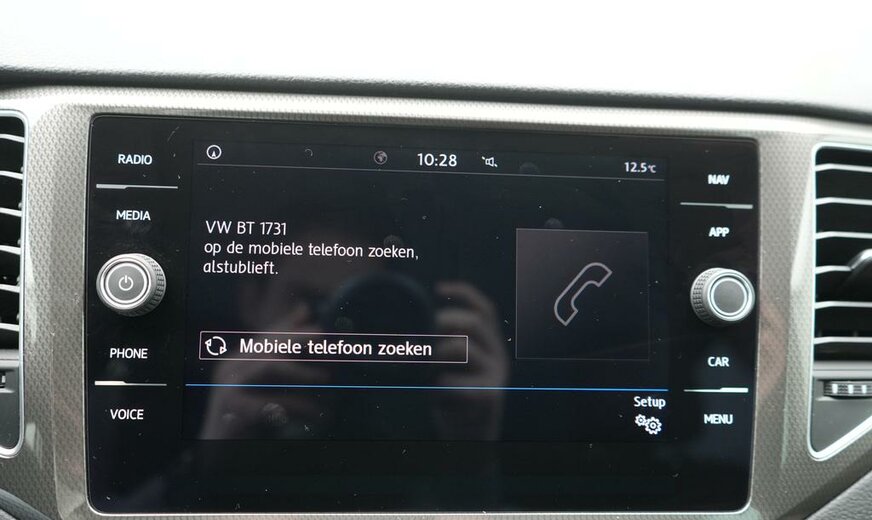 RADIO
MEDIA
PHONE
VOICE
10:28
12.5°C
VW BT 1731
op de mobiele telefoon zoeken,
alstublieft.
Mobiele telefoon zoeken
Setup
NAV
APP
CAR
MENU